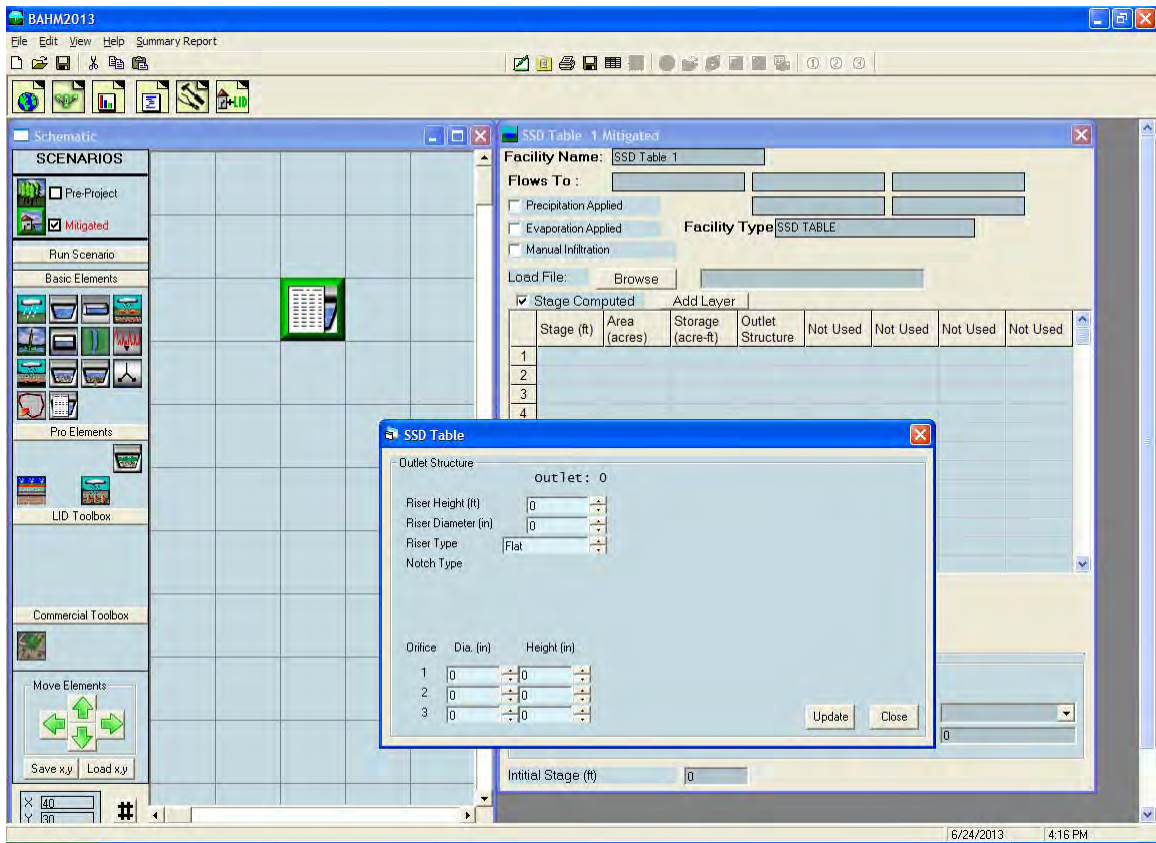 BAHM2013
File Edit View Help Summary Report
+LID
Schematic
SCENARIOS
Pre-Project
Mitigated
Run Scenario
Basic Elements
Pro Elements
LID Toolbox
Commercial Toolbox
Move Elements
Save x,y Load x,y
X 40
Y 30
#
SSD Table 1 Mitigated
Facility Name: SSD Table 1
Flows To :
Precipitation Applied
Evaporation Applied
Facility Type SSD TABLE
Manual Infiltration
Load File: Browse
Stage Computed Add Layer
Stage (ft) Area (acres) Storage (acre-ft) Outlet Structure Not Used Not Used Not Used Not Used
1
2
3
4
SSD Table
Outlet Structure
Outlet: 0
Riser Height (ft) 0
Riser Diameter (in) 0
Riser Type Flat
Notch Type
Orifice Dia. (in) Height (in)
1 0 0
2 0 0
3 0 0
Update Close
0
Intitial Stage (ft) 0
6/24/2013 4:16 PM